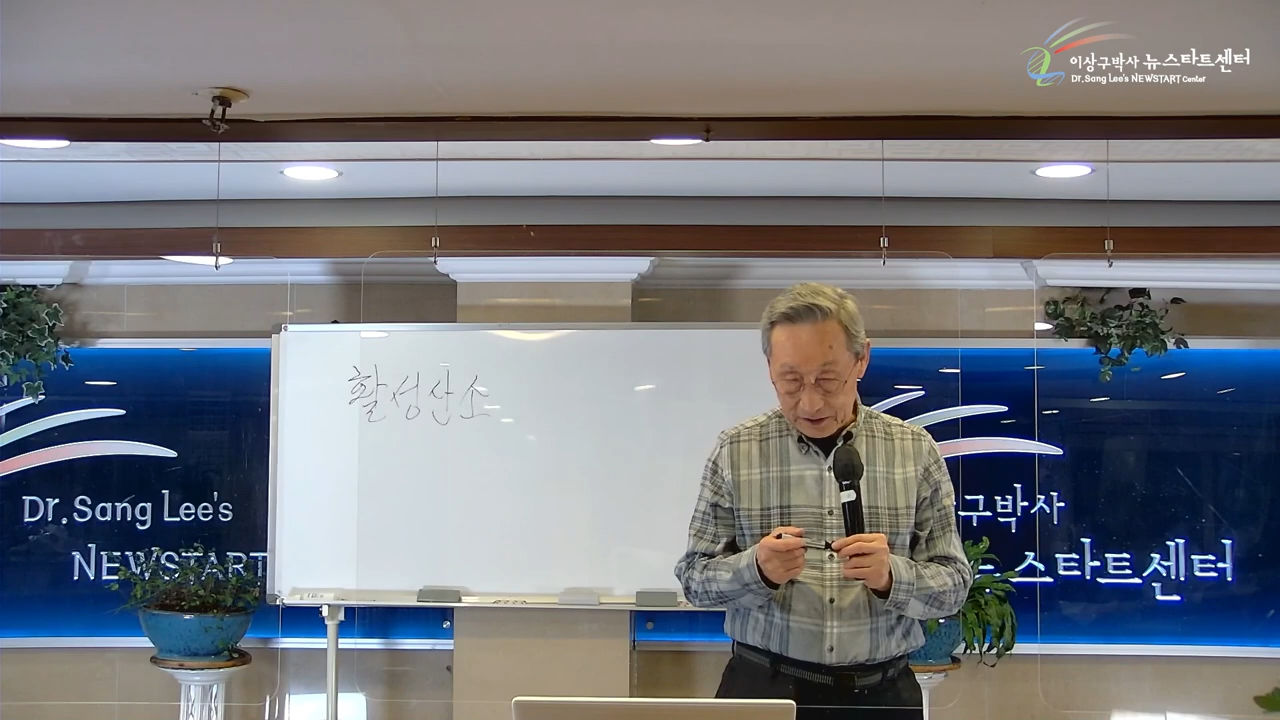 이상구박사 뉴스타트센터
Dr. Sang Lee's NEWSTART Center
활성산소
Dr. Sang Lee's
NEWSTART
구박사
스타트센터